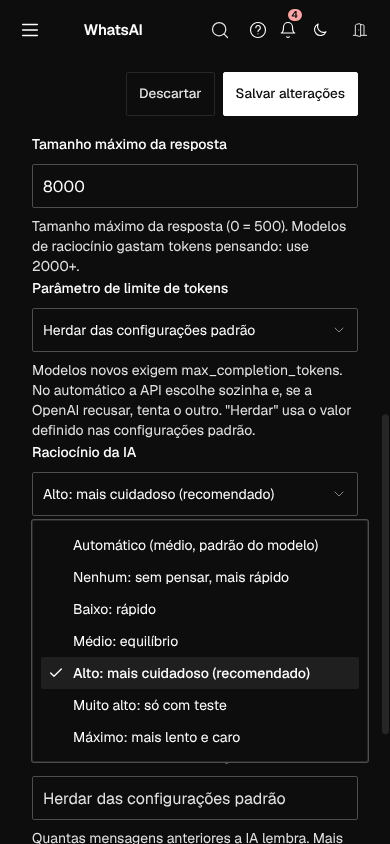 WhatsAI
4
Descartar
Salvar alterações
Tamanho máximo da resposta
8000
Tamanho máximo da resposta (0 = 500). Modelos
de raciocínio gastam tokens pensando: use
2000+.
Parâmetro de limite de tokens
Herdar das configurações padrão
Modelos novos exigem max_completion_tokens.
No automático a API escolhe sozinha e, se a
OpenAI recusar, tenta o outro. "Herdar" usa o valor
definido nas configurações padrão.
Raciocínio da IA
Alto: mais cuidadoso (recomendado)
Automático (médio, padrão do modelo)
Nenhum: sem pensar, mais rápido
Baixo: rápido
Médio: equilíbrio
Alto: mais cuidadoso (recomendado)
Muito alto: só com teste
Máximo: mais lento e caro
Herdar das configurações padrão
Quantas mensagens anteriores a IA lembra. Mais